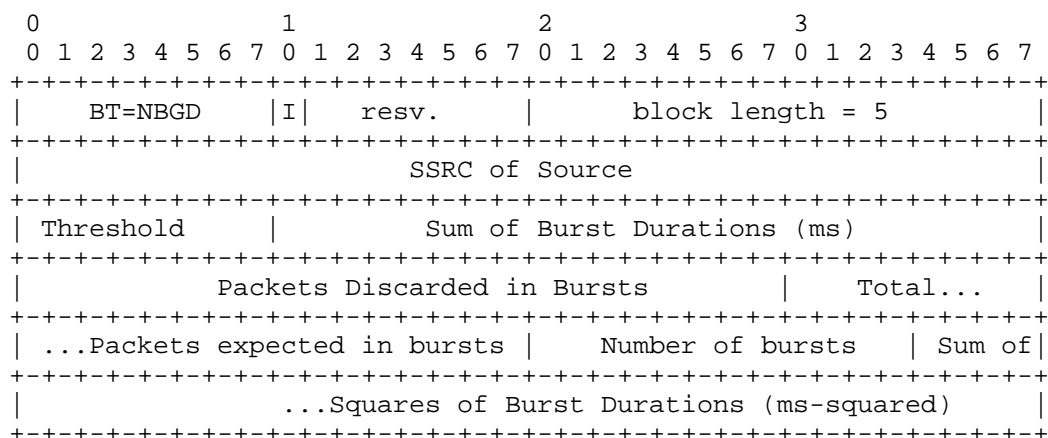 0                   1                   2                   3
 0 1 2 3 4 5 6 7 0 1 2 3 4 5 6 7 0 1 2 3 4 5 6 7 0 1 2 3 4 5 6 7
+-+-+-+-+-+-+-+-+-+-+-+-+-+-+-+-+-+-+-+-+-+-+-+-+-+-+-+-+-+-+-+-+
|    BT=NBGD    |I|   resv.     |      block length = 5         |
+-+-+-+-+-+-+-+-+-+-+-+-+-+-+-+-+-+-+-+-+-+-+-+-+-+-+-+-+-+-+-+-+
|                        SSRC of Source                         |
+-+-+-+-+-+-+-+-+-+-+-+-+-+-+-+-+-+-+-+-+-+-+-+-+-+-+-+-+-+-+-+-+
| Threshold     |         Sum of Burst Durations (ms)           |
+-+-+-+-+-+-+-+-+-+-+-+-+-+-+-+-+-+-+-+-+-+-+-+-+-+-+-+-+-+-+-+-+
|            Packets Discarded in Bursts        |    Total...   |
+-+-+-+-+-+-+-+-+-+-+-+-+-+-+-+-+-+-+-+-+-+-+-+-+-+-+-+-+-+-+-+-+
| ...Packets expected in bursts |    Number of bursts   | Sum of|
+-+-+-+-+-+-+-+-+-+-+-+-+-+-+-+-+-+-+-+-+-+-+-+-+-+-+-+-+-+-+-+-+
|                ...Squares of Burst Durations (ms-squared)     |
+-+-+-+-+-+-+-+-+-+-+-+-+-+-+-+-+-+-+-+-+-+-+-+-+-+-+-+-+-+-+-+-+